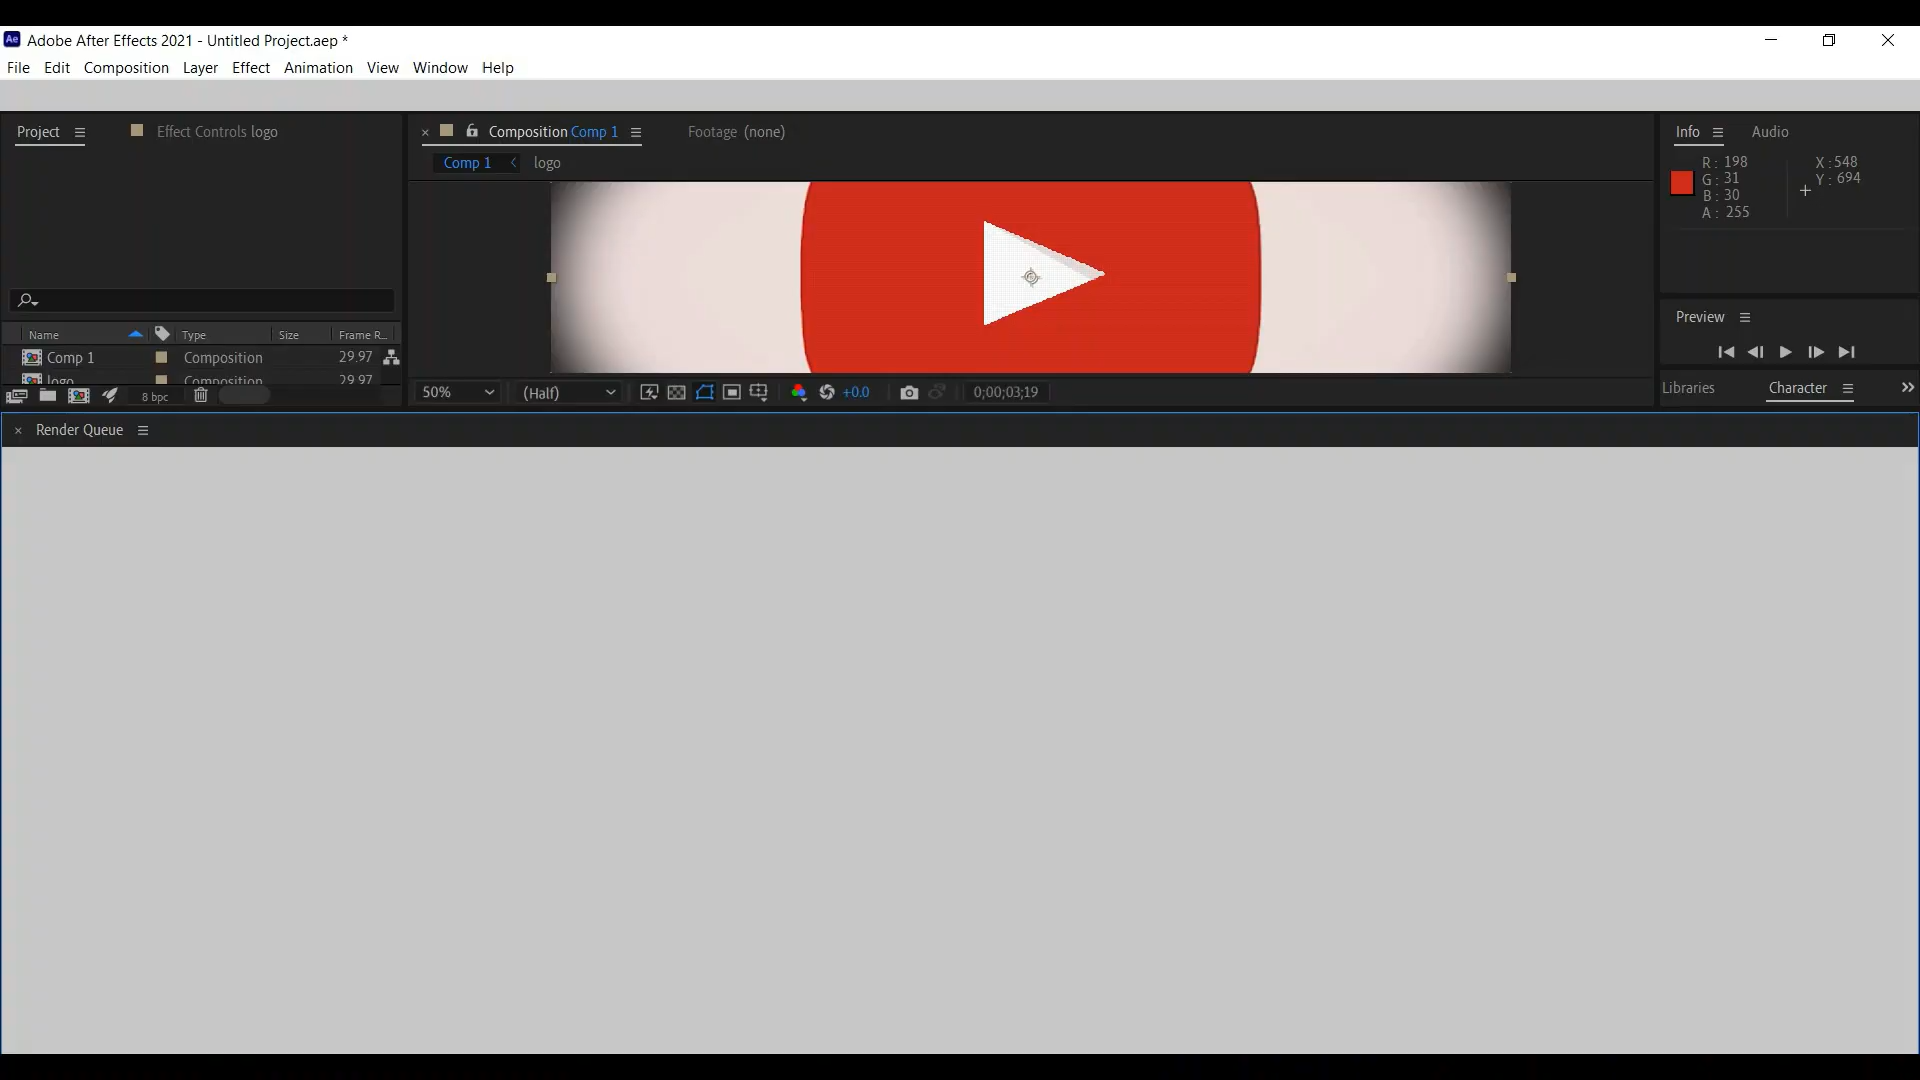 Ae Adobe After Effects 2021 - Untitled Project.aep *
File Edit Composition Layer Effect Animation View Window Help
Project Effect Controls logo
Name Type Size Frame R...
Comp 1 Composition 29.97
logo Composition 29.97
8 bpc
× Composition Comp 1 Footage (none)
Comp 1 < logo
50% (Half) +0.0 0;00;03;19
Info Audio
R : 198 X : 548
G : 31 Y : 694
B : 30
A : 255
Preview
Libraries Character »
× Render Queue